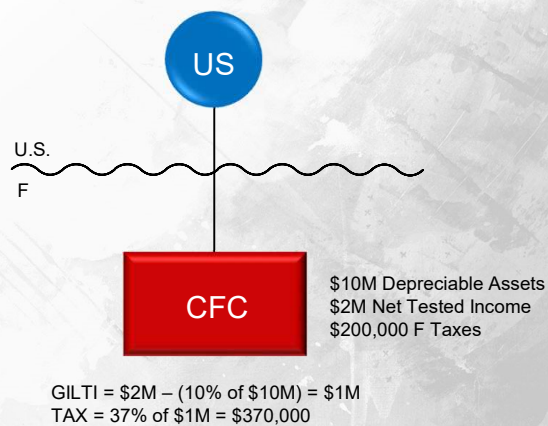 US
U.S.
F
CFC
$10M Depreciable Assets
$2M Net Tested Income
$200,000 F Taxes
GILTI = $2M – (10% of $10M) = $1M
TAX = 37% of $1M = $370,000